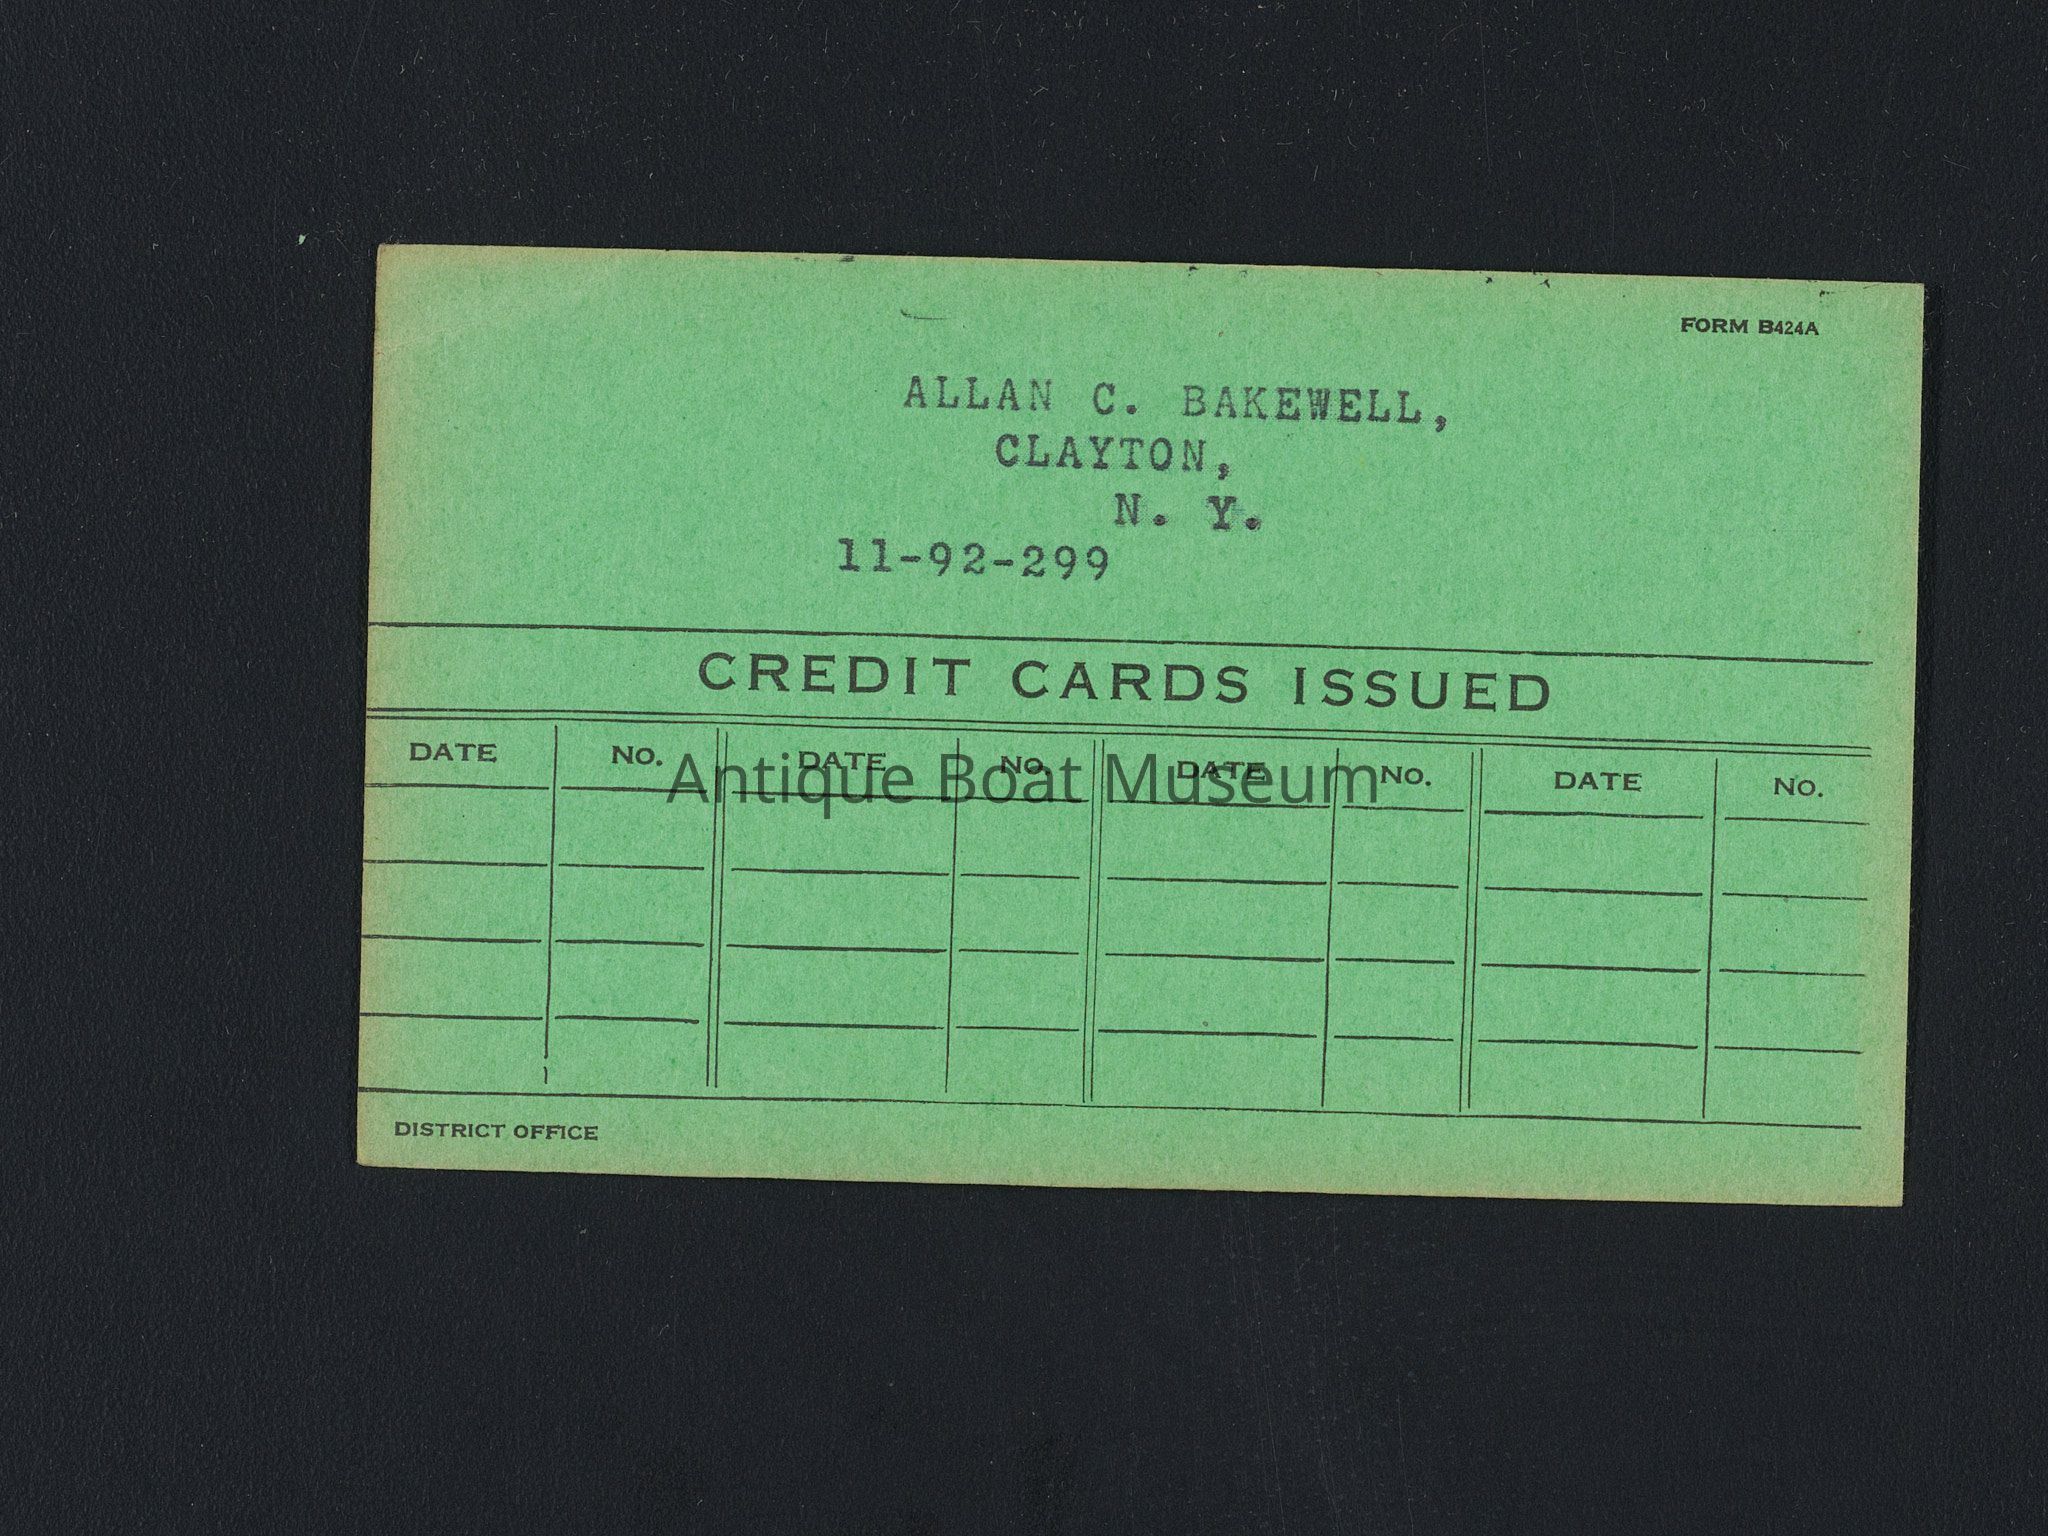 FORM B424A
ALLAN C. BAKEWELL,
CLAYTON,
N. Y.
11-92-299
CREDIT CARDS ISSUED
DATE NO. DATE NO. DATE NO. DATE NO.
Antique Boat Museum
DISTRICT OFFICE